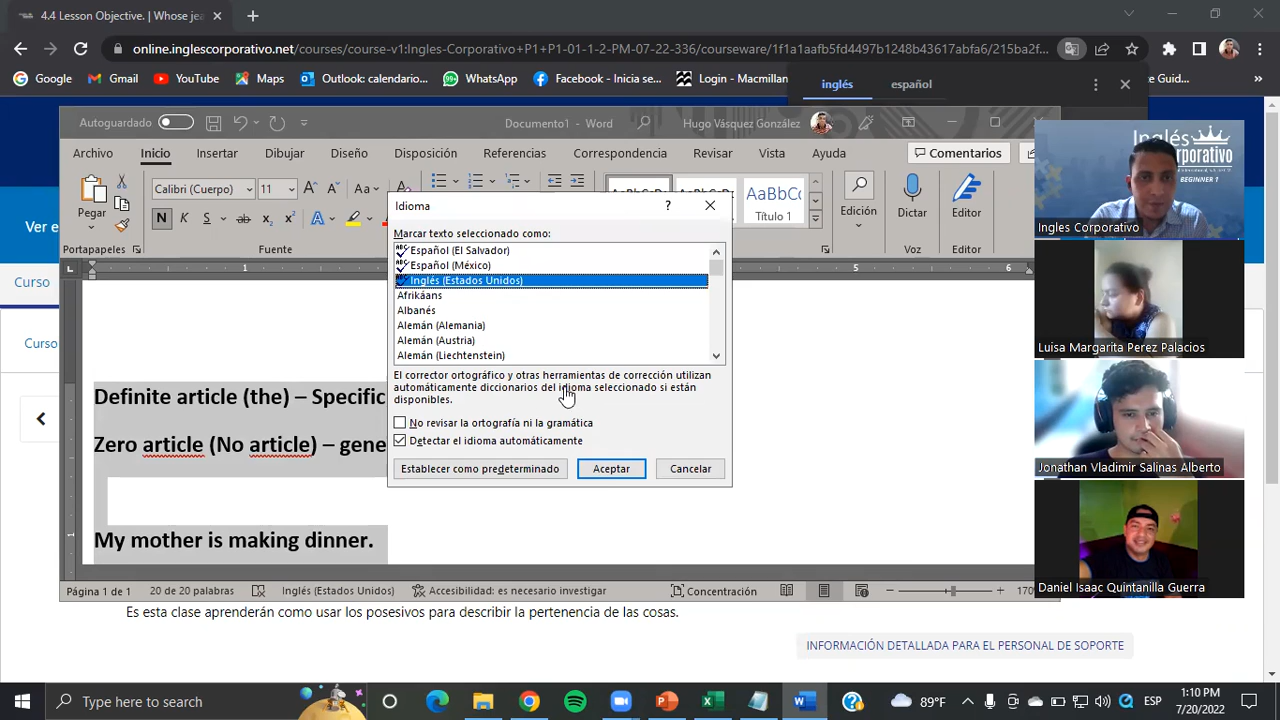 4.4 Lesson Objective. | Whose jea
online.inglescorporativo.net/courses/course-v1:Ingles-Corporativo+P1+P1-01-1-2-PM-07-22-336/courseware/1f1a1aafb5fd4497b1248b43617abfa6/215ba2f...
Google
Gmail
YouTube
Maps
Outlook: calendario...
99+
WhatsApp
Facebook - Inicia se...
Login - Macmillan
Guid...
inglés
español
Autoguardado
Documento1 - Word
Hugo Vásquez González
Archivo
Inicio
Insertar
Dibujar
Diseño
Disposición
Referencias
Correspondencia
Revisar
Vista
Ayuda
Comentarios
Pegar
Calibri (Cuerpo)
11
AaBbCc
Título 1
Edición
Dictar
Editor
Portapapeles
Fuente
Editor
Ver e
Curso
Curso
Idioma
Marcar texto seleccionado como:
Español (El Salvador)
Español (México)
Inglés (Estados Unidos)
Afrikáans
Albanés
Alemán (Alemania)
Alemán (Austria)
Alemán (Liechtenstein)
El corrector ortográfico y otras herramientas de corrección utilizan
automáticamente diccionarios del idioma seleccionado si están
disponibles.
No revisar la ortografía ni la gramática
Detectar el idioma automáticamente
Establecer como predeterminado
Aceptar
Cancelar
Definite article (the) – Specific
Zero article (No article) – gene
My mother is making dinner.
Página 1 de 1
20 de 20 palabras
Inglés (Estados Unidos)
Accesibilidad: es necesario investigar
Concentración
170%
Es esta clase aprenderán como usar los posesivos para describir la pertenencia de las cosas.
INFORMACIÓN DETALLADA PARA EL PERSONAL DE SOPORTE
Inglés
Corporativo
BEGINNER 1
Ingles Corporativo
Luisa Margarita Perez Palacios
Jonathan Vladimir Salinas Alberto
Daniel Isaac Quintanilla Guerra
Type here to search
89°F
ESP
1:10 PM
7/20/2022